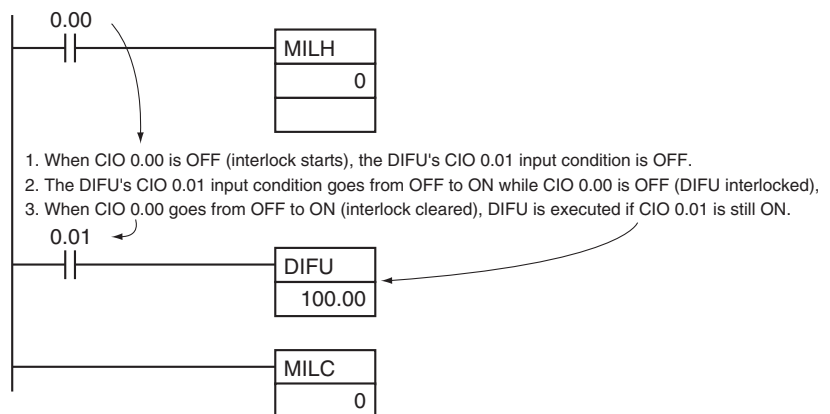 0.00
MILH
0
1. When CIO 0.00 is OFF (interlock starts), the DIFU's CIO 0.01 input condition is OFF.
2. The DIFU's CIO 0.01 input condition goes from OFF to ON while CIO 0.00 is OFF (DIFU interlocked),
3. When CIO 0.00 goes from OFF to ON (interlock cleared), DIFU is executed if CIO 0.01 is still ON.
0.01
DIFU
100.00
MILC
0